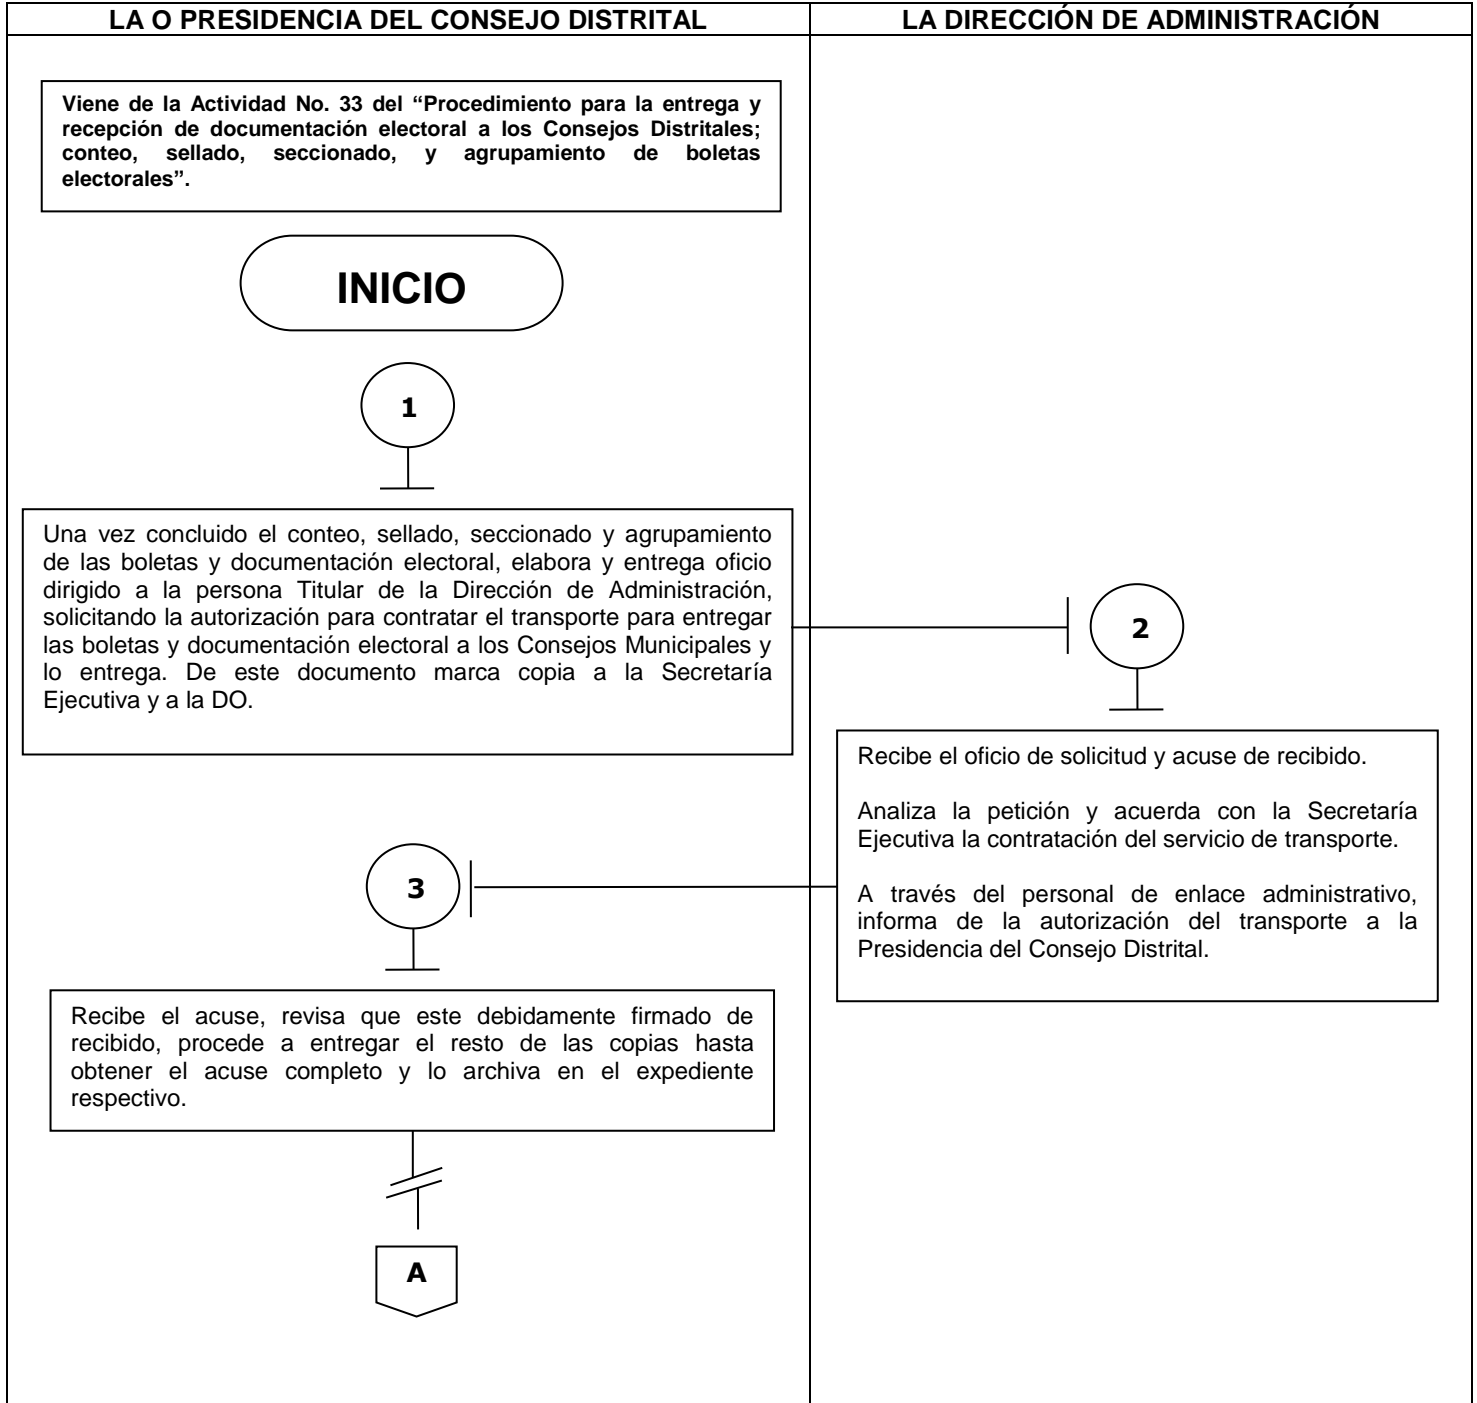 LA O PRESIDENCIA DEL CONSEJO DISTRITAL
LA DIRECCIÓN DE ADMINISTRACIÓN
Viene de la Actividad No. 33 del “Procedimiento para la entrega y
recepción de documentación electoral a los Consejos Distritales;
conteo, sellado, seccionado, y agrupamiento de boletas
electorales”.
INICIO
1
Una vez concluido el conteo, sellado, seccionado y agrupamiento
de las boletas y documentación electoral, elabora y entrega oficio
dirigido a la persona Titular de la Dirección de Administración,
solicitando la autorización para contratar el transporte para entregar
las boletas y documentación electoral a los Consejos Municipales y
lo entrega. De este documento marca copia a la Secretaría
Ejecutiva y a la DO.
2
Recibe el oficio de solicitud y acuse de recibido.
Analiza la petición y acuerda con la Secretaría
Ejecutiva la contratación del servicio de transporte.
A través del personal de enlace administrativo,
informa de la autorización del transporte a la
Presidencia del Consejo Distrital.
3
Recibe el acuse, revisa que este debidamente firmado de
recibido, procede a entregar el resto de las copias hasta
obtener el acuse completo y lo archiva en el expediente
respectivo.
A